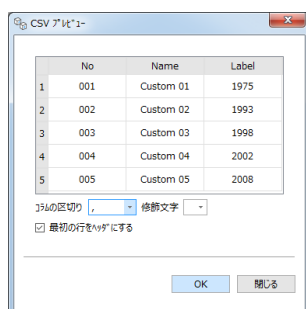 CSV ﾌﾟﾚﾋﾞｭｰ
No Name Label
1 001 Custom 01 1975
2 002 Custom 02 1993
3 003 Custom 03 1998
4 004 Custom 04 2002
5 005 Custom 05 2008
ｺﾗﾑの区切り , 修飾文字
最初の行をﾍｯﾀﾞにする
OK 閉じる